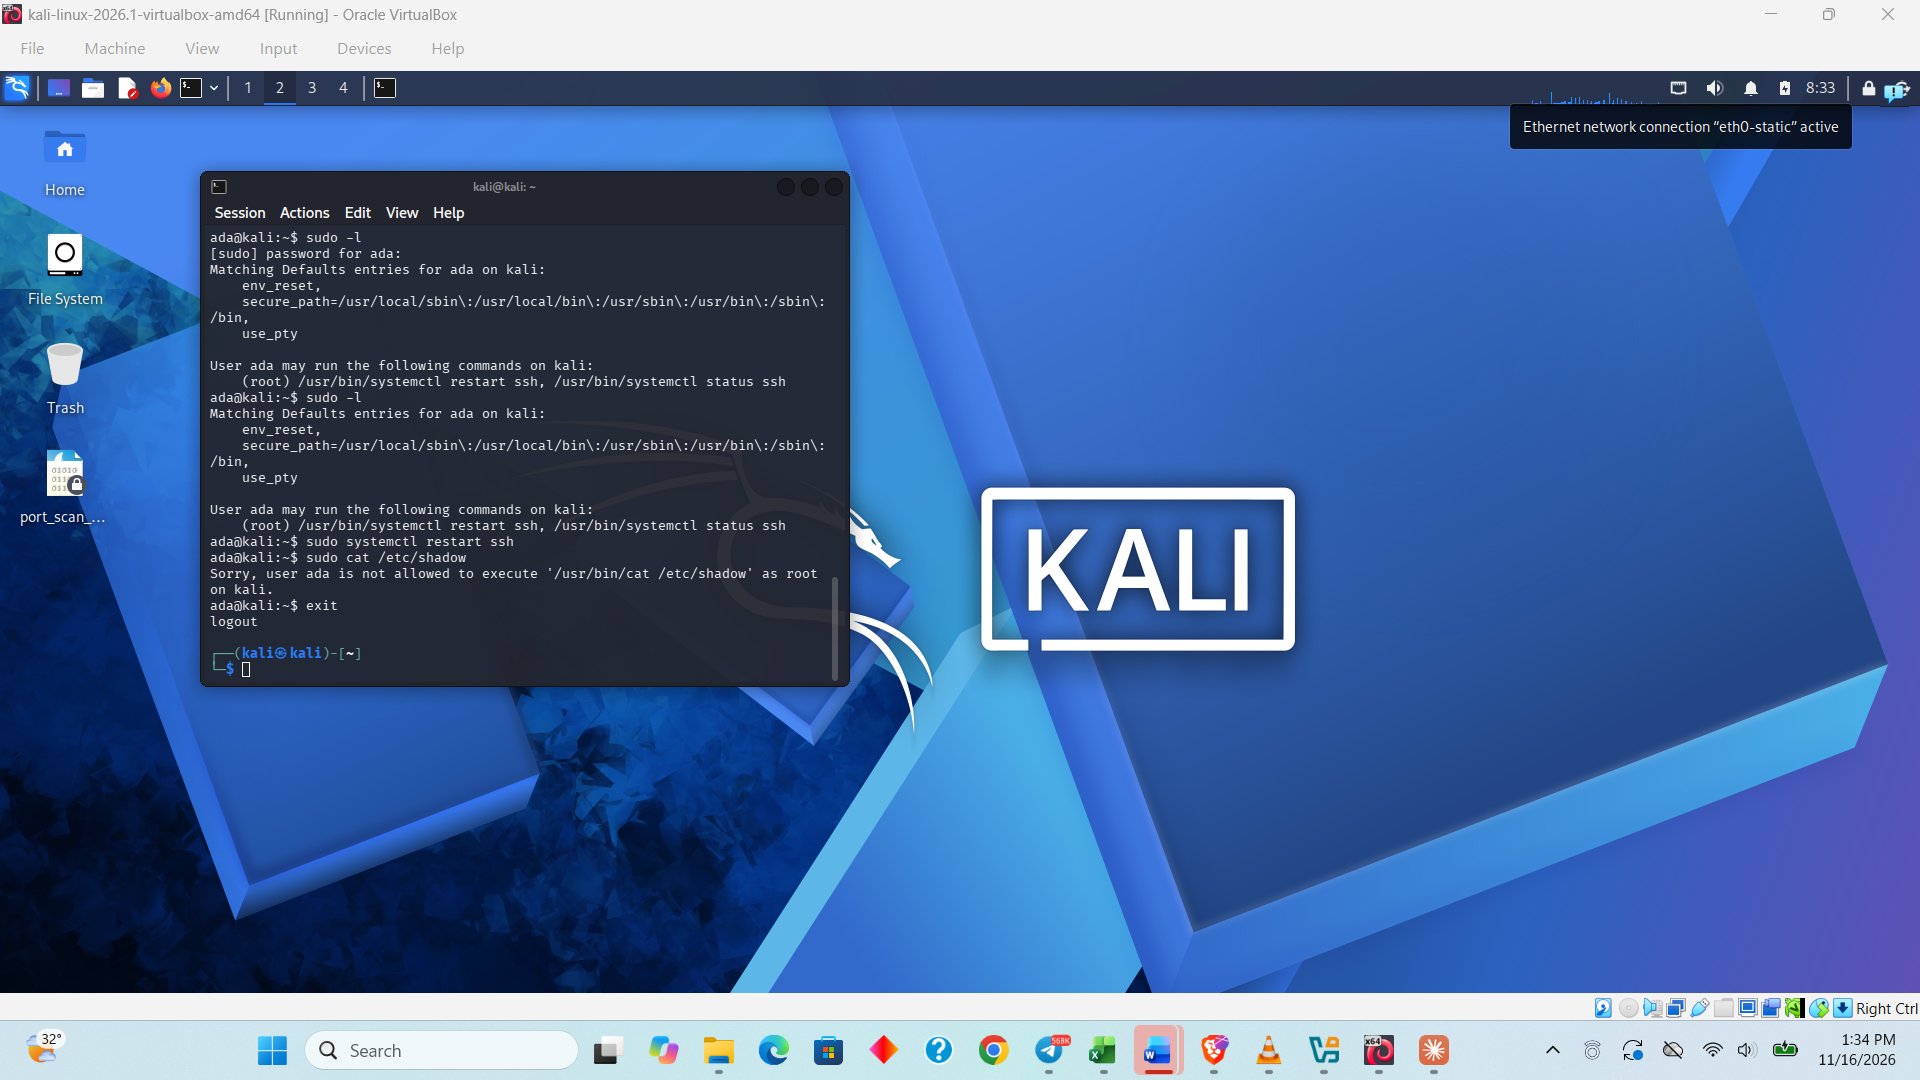 kali-linux-2026.1-virtualbox-amd64 [Running] - Oracle VirtualBox
File Machine View Input Devices Help
1 2 3 4 8:33
Ethernet network connection “eth0-static” active
Home
File System
Trash
port_scan_...
kali@kali: ~
Session Actions Edit View Help
ada@kali:~$ sudo -l
[sudo] password for ada:
Matching Defaults entries for ada on kali:
env_reset,
secure_path=/usr/local/sbin\:/usr/local/bin\:/usr/sbin\:/usr/bin\:/sbin\:
/bin,
use_pty
User ada may run the following commands on kali:
(root) /usr/bin/systemctl restart ssh, /usr/bin/systemctl status ssh
ada@kali:~$ sudo -l
Matching Defaults entries for ada on kali:
env_reset,
secure_path=/usr/local/sbin\:/usr/local/bin\:/usr/sbin\:/usr/bin\:/sbin\:
/bin,
use_pty
User ada may run the following commands on kali:
(root) /usr/bin/systemctl restart ssh, /usr/bin/systemctl status ssh
ada@kali:~$ sudo systemctl restart ssh
ada@kali:~$ sudo cat /etc/shadow
Sorry, user ada is not allowed to execute '/usr/bin/cat /etc/shadow' as root
on kali.
ada@kali:~$ exit
logout
┌──(kali㉿kali)-[~]
└─$
KALI
Right Ctrl
32°
Search
568K
x64
1:34 PM
11/16/2026